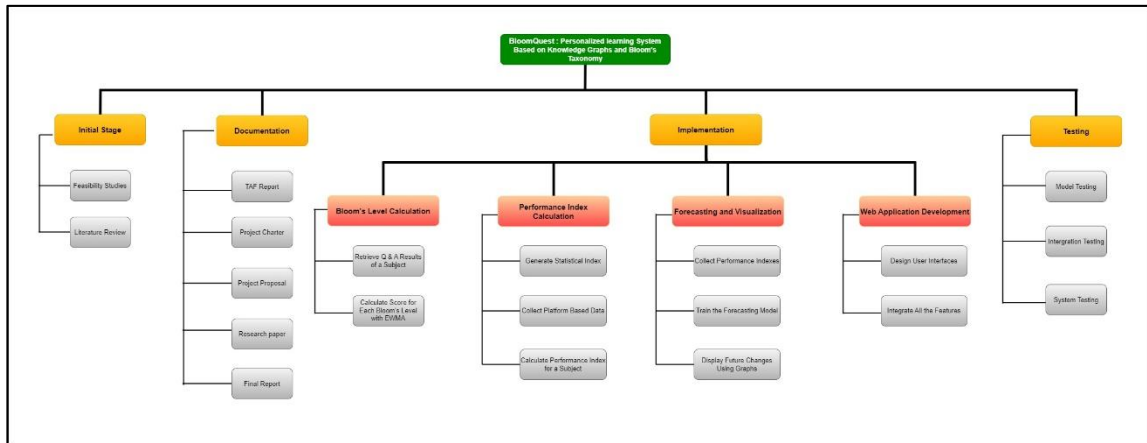 BloomQuest : Personalized learning System
Based on Knowledge Graphs and Bloom's
Taxonomy
Initial Stage
Feasibility Studies
Literature Review
Documentation
TAF Report
Project Charter
Project Proposal
Research paper
Final Report
Implementation
Bloom's Level Calculation
Retrieve Q & A Results
of a Subject
Calculate Score for
Each Bloom's Level
with EWMA
Performance Index
Calculation
Generate Statistical Index
Collect Platform Based Data
Calculate Performance Index
for a Subject
Forecasting and Visualization
Collect Performance Indexes
Train the Forecasting Model
Display Future Changes
Using Graphs
Web Application Development
Design User Interfaces
Integrate All the Features
Testing
Model Testing
Intergration Testing
System Testing